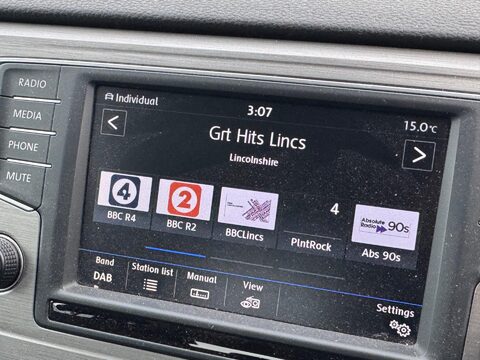 RADIO
MEDIA
PHONE
MUTE
Individual
3:07
15.0°C
Grt Hits Lincs
Lincolnshire
<
>
4
BBC R4
2
BBC R2
BBCLincs
4
PlntRock
Absolute
Radio 90s
Abs 90s
Band
DAB
Station list
Manual
View
Settings